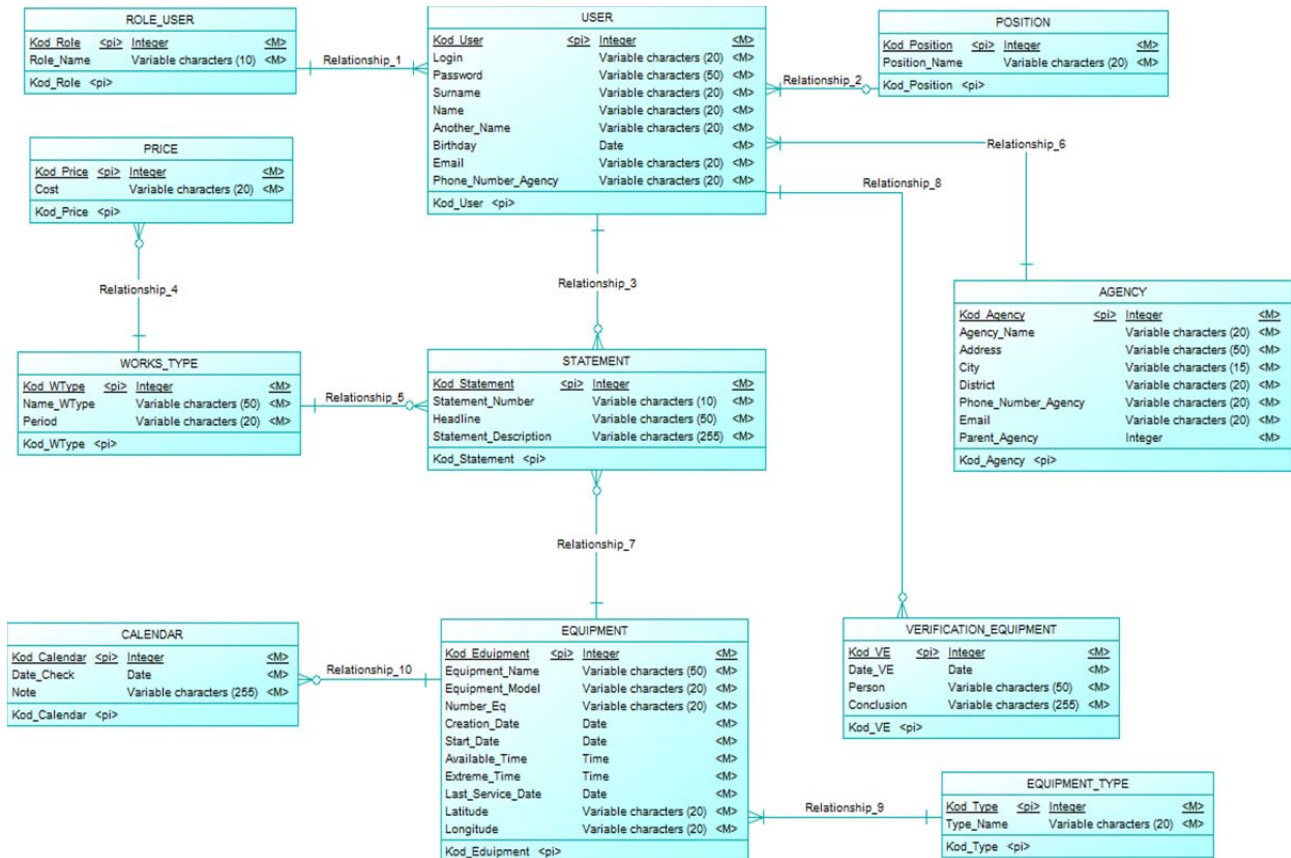 ROLE_USER
Kod_Role <pi> Integer <M>
Role_Name Variable characters (10) <M>
Kod_Role <pi>
Relationship_1
USER
Kod_User <pi> Integer <M>
Login Variable characters (20) <M>
Password Variable characters (50) <M>
Surname Variable characters (20) <M>
Name Variable characters (20) <M>
Another_Name Variable characters (20) <M>
Birthday Date <M>
Email Variable characters (20) <M>
Phone_Number_Agency Variable characters (20) <M>
Kod_User <pi>
Relationship_2
POSITION
Kod_Position <pi> Integer <M>
Position_Name Variable characters (20) <M>
Kod_Position <pi>
Relationship_6
Relationship_8
PRICE
Kod_Price <pi> Integer <M>
Cost Variable characters (20) <M>
Kod_Price <pi>
Relationship_4
Relationship_3
AGENCY
Kod_Agency <pi> Integer <M>
Agency_Name Variable characters (20) <M>
Address Variable characters (50) <M>
City Variable characters (15) <M>
District Variable characters (20) <M>
Phone_Number_Agency Variable characters (20) <M>
Email Variable characters (20) <M>
Parent_Agency Integer <M>
Kod_Agency <pi>
WORKS_TYPE
Kod_WType <pi> Integer <M>
Name_WType Variable characters (50) <M>
Period Variable characters (20) <M>
Kod_WType <pi>
Relationship_5
STATEMENT
Kod_Statement <pi> Integer <M>
Statement_Number Variable characters (10) <M>
Headline Variable characters (50) <M>
Statement_Description Variable characters (255) <M>
Kod_Statement <pi>
Relationship_7
CALENDAR
Kod_Calendar <pi> Integer <M>
Date_Check Date <M>
Note Variable characters (255) <M>
Kod_Calendar <pi>
Relationship_10
EQUIPMENT
Kod_Eduipment <pi> Integer <M>
Equipment_Name Variable characters (50) <M>
Equipment_Model Variable characters (20) <M>
Number_Eq Variable characters (20) <M>
Creation_Date Date <M>
Start_Date Date <M>
Available_Time Time <M>
Extreme_Time Time <M>
Last_Service_Date Date <M>
Latitude Variable characters (20) <M>
Longitude Variable characters (20) <M>
Kod_Eduipment <pi>
VERIFICATION_EQUIPMENT
Kod_VE <pi> Integer <M>
Date_VE Date <M>
Person Variable characters (50) <M>
Conclusion Variable characters (255) <M>
Kod_VE <pi>
Relationship_9
EQUIPMENT_TYPE
Kod_Type <pi> Integer <M>
Type_Name Variable characters (20) <M>
Kod_Type <pi>